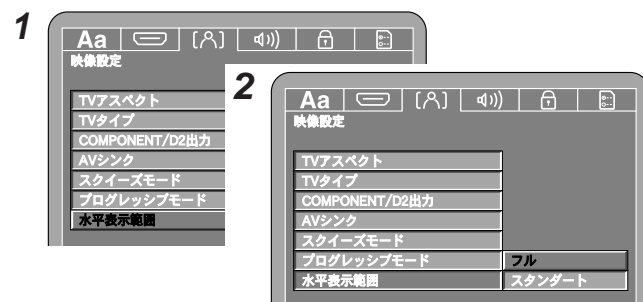 1
Aa
映像設定
TVアスペクト
TVタイプ
COMPONENT/D2出力
AVシンク
スクイーズモード
プログレッシブモード
水平表示範囲
2
Aa
映像設定
TVアスペクト
TVタイプ
COMPONENT/D2出力
AVシンク
スクイーズモード
プログレッシブモード フル
水平表示範囲 スタンダート